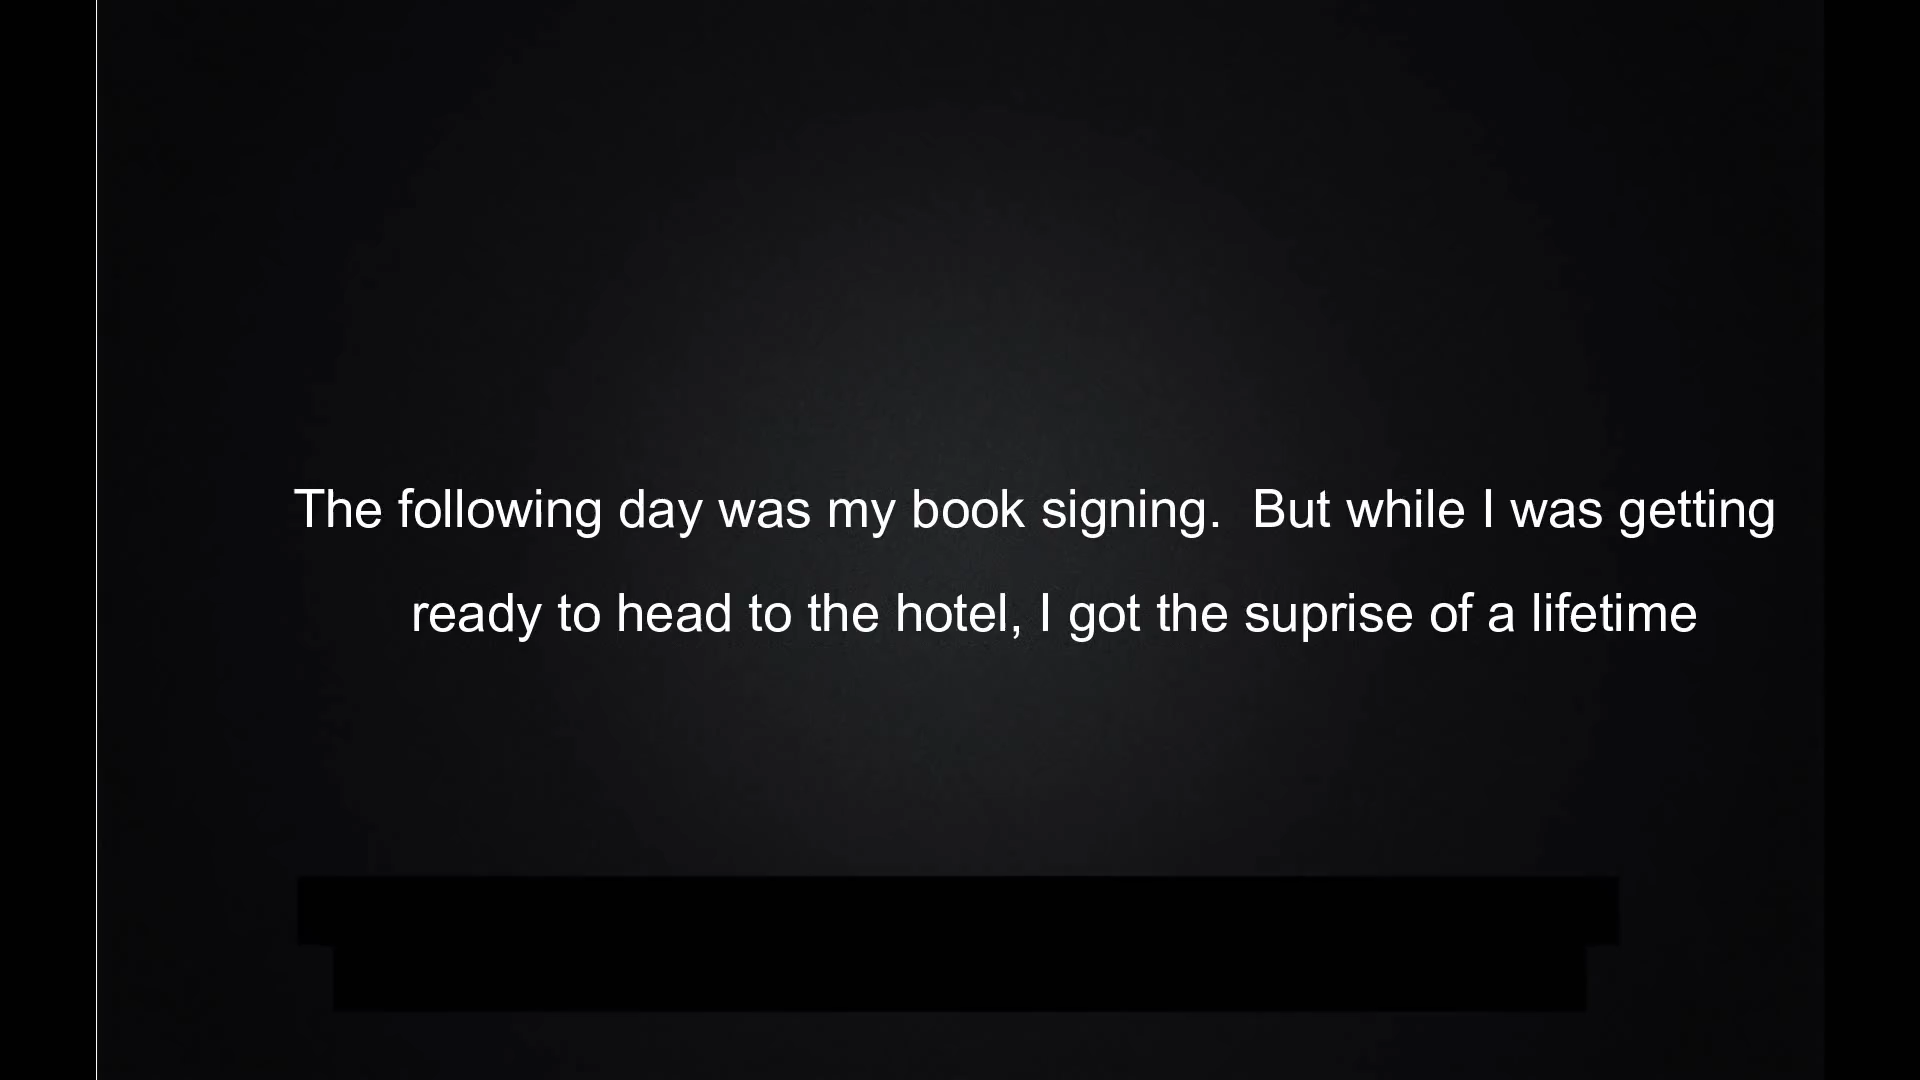 The following day was my book signing.  But while I was getting
ready to head to the hotel, I got the suprise of a lifetime